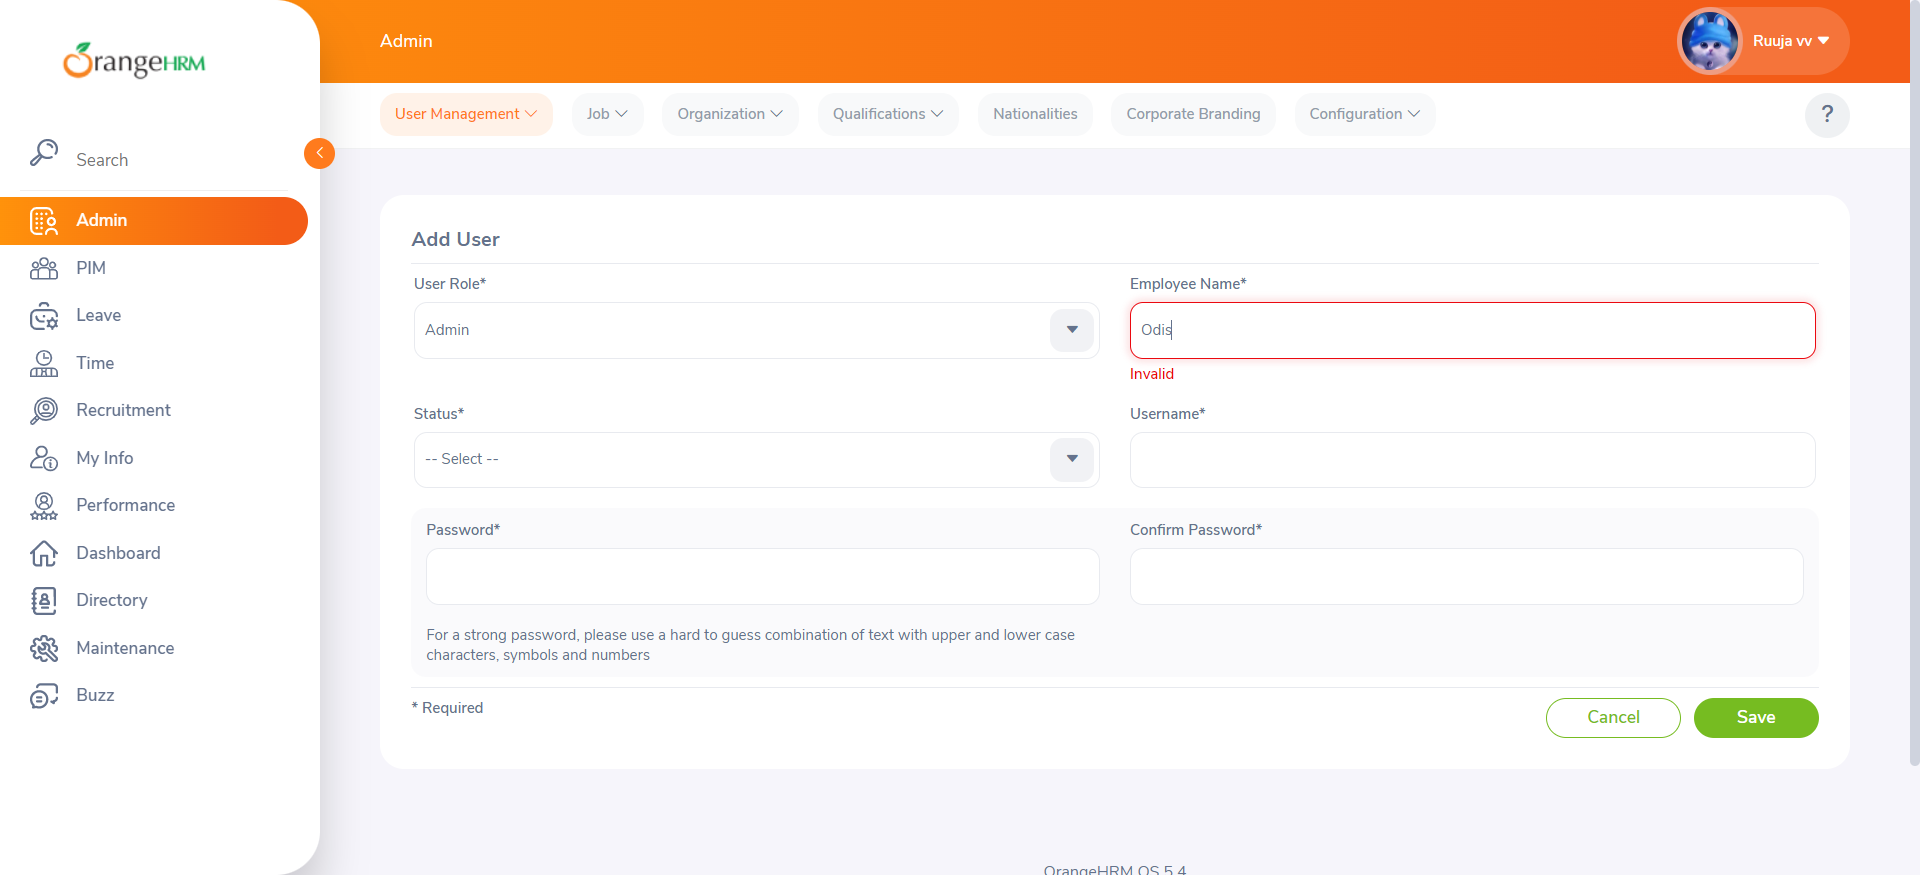 OrangeHRM
Admin
Ruuja vv
User Management
Job
Organization
Qualifications
Nationalities
Corporate Branding
Configuration
?
Search
Admin
PIM
Leave
Time
Recruitment
My Info
Performance
Dashboard
Directory
Maintenance
Buzz
Add User
User Role*
Employee Name*
Admin
Odis
Invalid
Status*
Username*
-- Select --
Password*
Confirm Password*
For a strong password, please use a hard to guess combination of text with upper and lower case
characters, symbols and numbers
* Required
Cancel
Save
OrangeHRM OS 5.4